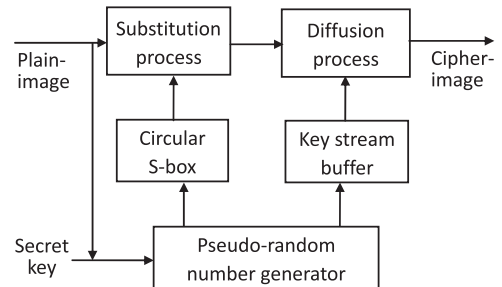 Substitution
process
Diffusion
process
Plain-
image
Cipher-
image
Circular
S-box
Key stream
buffer
Secret
key
Pseudo-random
number generator